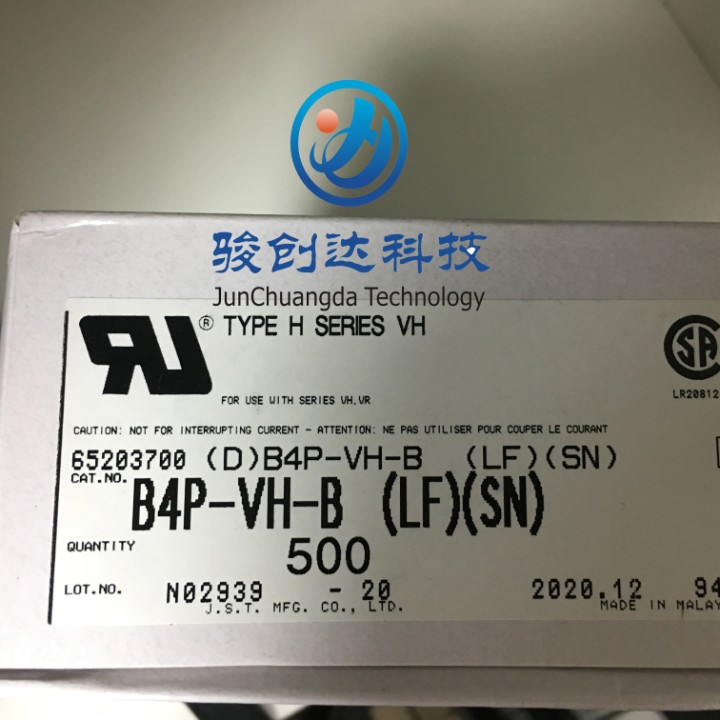 骏创达科技
JunChuangda Technology
® TYPE H SERIES VH
FOR USE WITH SERIES VH,VR
LR20812
CAUTION: NOT FOR INTERRUPTING CURRENT - ATTENTION: NE PAS UTILISER POUR COUPER LE COURANT
65203700 (D)B4P-VH-B (LF)(SN)
CAT.NO. B4P-VH-B (LF)(SN)
QUANTITY 500
LOT.NO. N02939 - 20 2020.12 94
J.S.T. MFG. CO., LTD. MADE IN MALAY